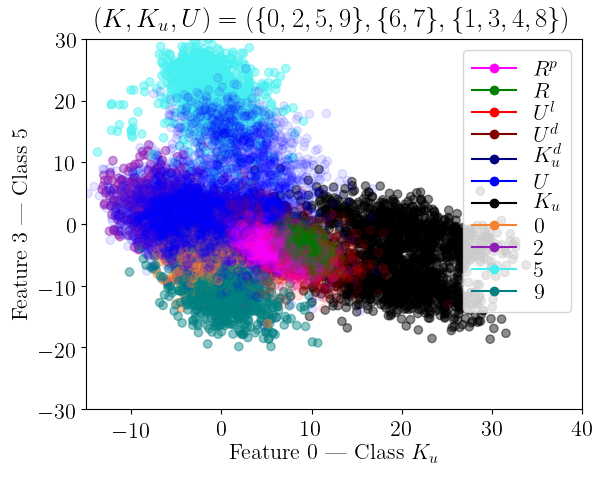 (K, K_u, U) = ({0, 2, 5, 9}, {6, 7}, {1, 3, 4, 8})
30
20
10
0
−10
−20
−30
Feature 3 — Class 5
−10
0
10
20
30
40
Feature 0 — Class K_u
R^p
R
U^l
U^d
K_u^d
U
K_u
0
2
5
9